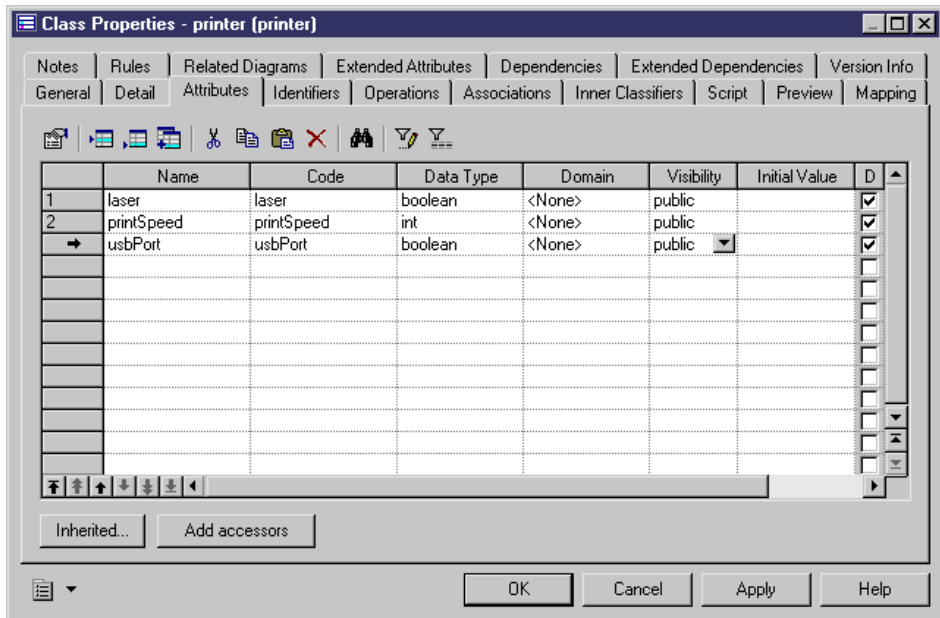 Class Properties - printer (printer)
Notes Rules Related Diagrams Extended Attributes Dependencies Extended Dependencies Version Info
General Detail Attributes Identifiers Operations Associations Inner Classifiers Script Preview Mapping
Name Code Data Type Domain Visibility Initial Value D
1 laser laser boolean <None> public
2 printSpeed printSpeed int <None> public
usbPort usbPort boolean <None> public
Inherited... Add accessors
OK Cancel Apply Help